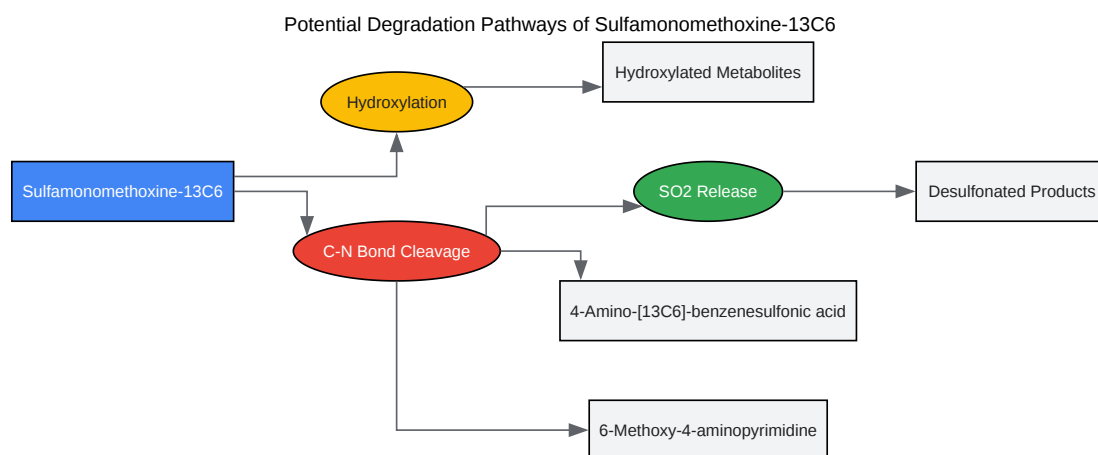 Potential Degradation Pathways of Sulfamonomethoxine-13C6
Hydroxylated Metabolites
Hydroxylation
Sulfamonomethoxine-13C6
SO2 Release
Desulfonated Products
C-N Bond Cleavage
4-Amino-[13C6]-benzenesulfonic acid
6-Methoxy-4-aminopyrimidine